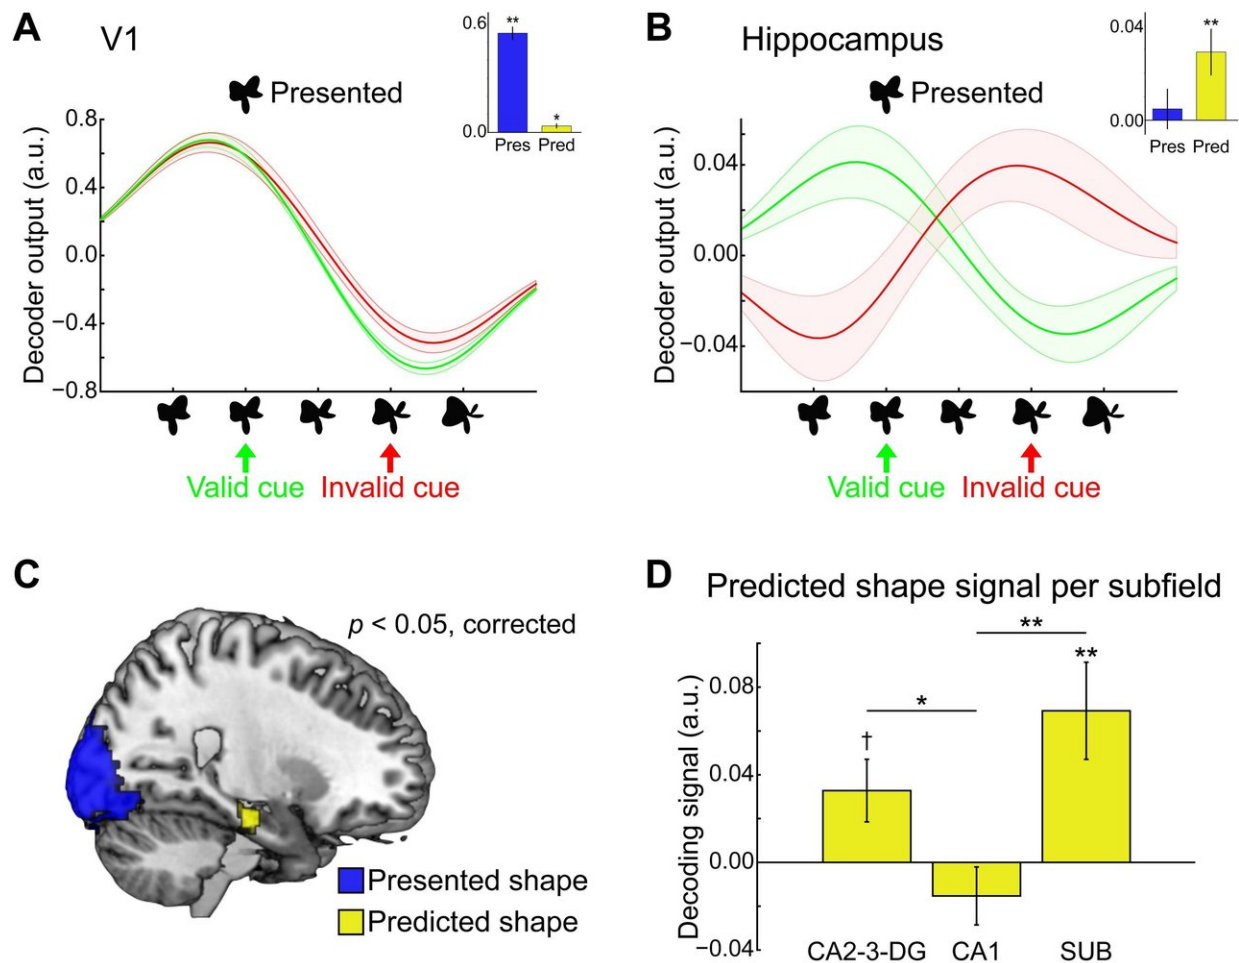 A V1
Presented
Decoder output (a.u.)
0.8
0.4
0.0
−0.4
−0.8
Valid cue Invalid cue
0.6
0.0
**
*
Pres Pred
B Hippocampus
Presented
Decoder output (a.u.)
0.04
0.00
−0.04
Valid cue Invalid cue
0.04
0.00
**
Pres Pred
C
p < 0.05, corrected
Presented shape
Predicted shape
D Predicted shape signal per subfield
Decoding signal (a.u.)
0.08
0.04
0.00
−0.04
**
**
*
†
CA2-3-DG CA1 SUB